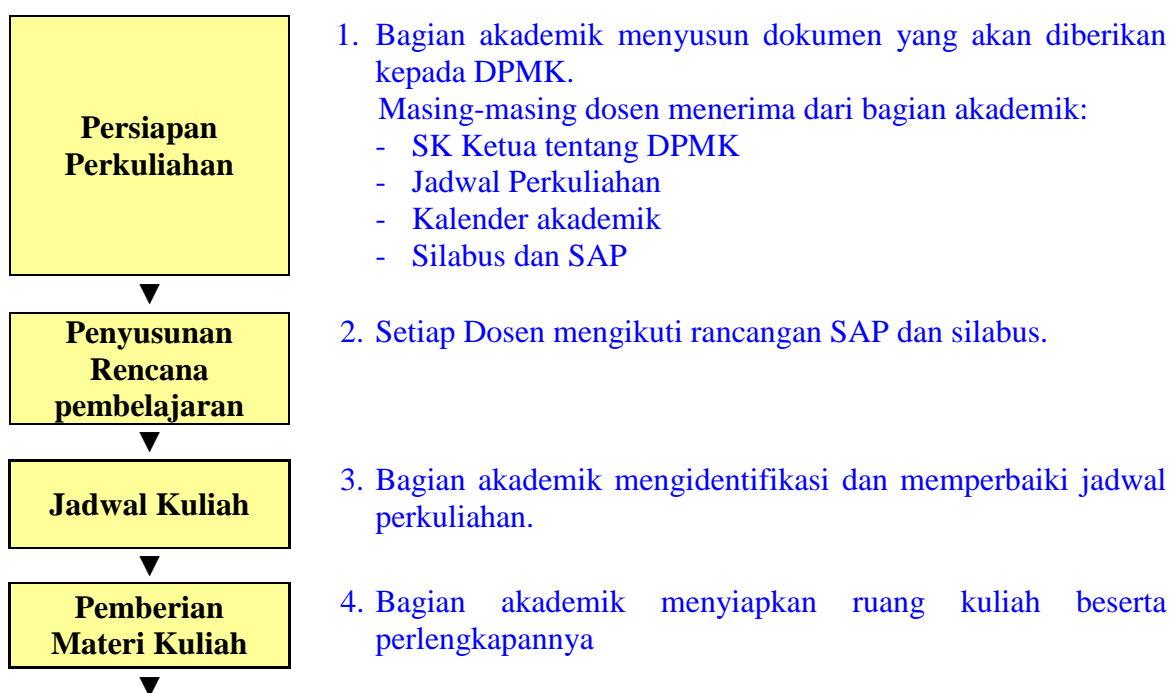 Persiapan
Perkuliahan
1. Bagian akademik menyusun dokumen yang akan diberikan
kepada DPMK.
Masing-masing dosen menerima dari bagian akademik:
- SK Ketua tentang DPMK
- Jadwal Perkuliahan
- Kalender akademik
- Silabus dan SAP
Penyusunan
Rencana
pembelajaran
2. Setiap Dosen mengikuti rancangan SAP dan silabus.
Jadwal Kuliah
3. Bagian akademik mengidentifikasi dan memperbaiki jadwal
perkuliahan.
Pemberian
Materi Kuliah
4. Bagian akademik menyiapkan ruang kuliah beserta
perlengkapannya